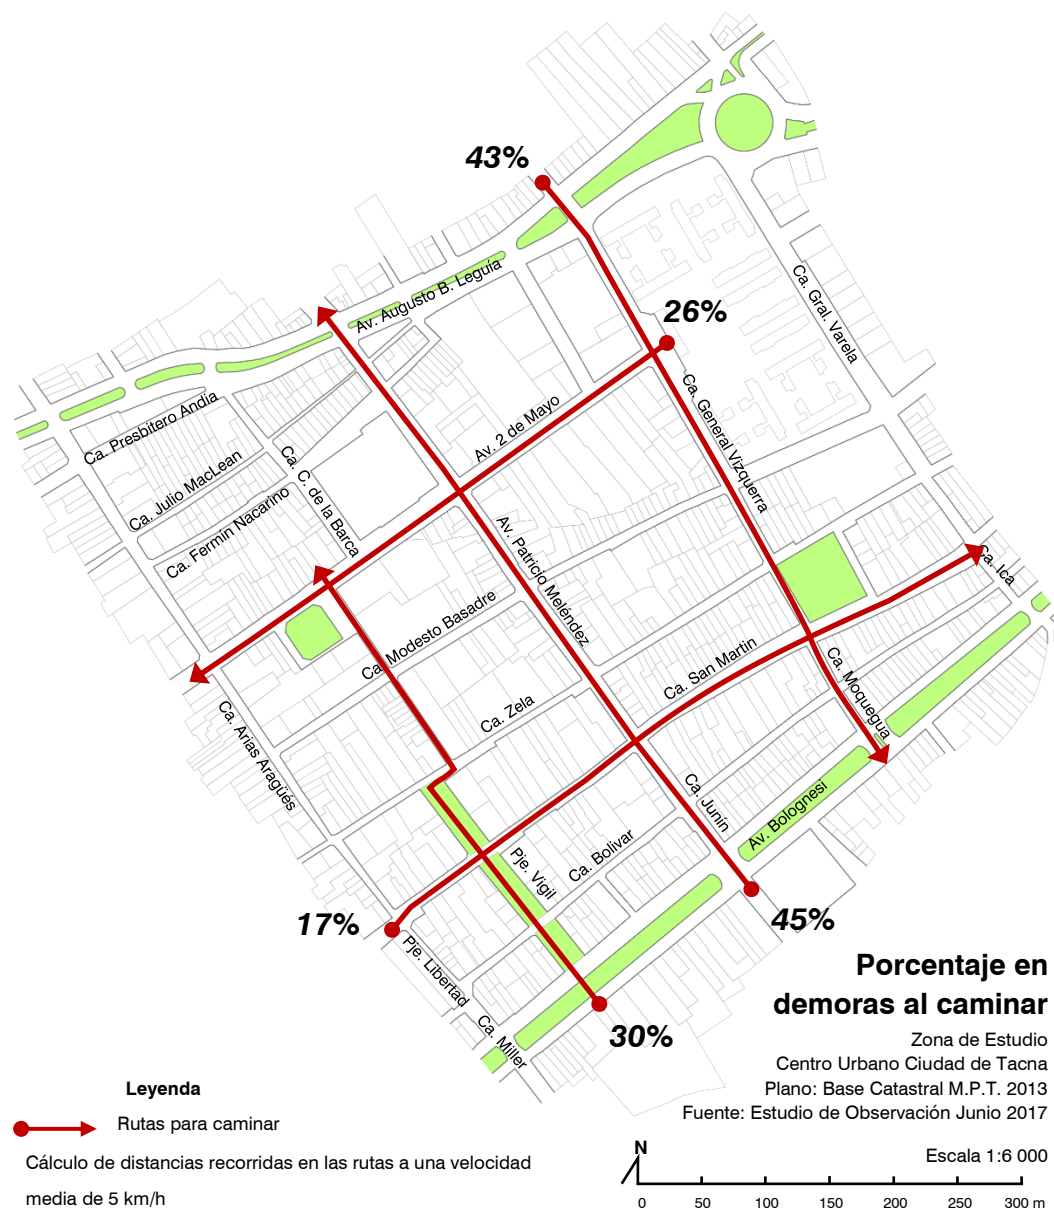 43%
26%
Av. Augusto B. Leguía
Ca. Gral. Varela
Ca. Presbitero Andía
Av. 2 de Mayo
Ca. General Vizquerra
Ca. Julio MacLean
Ca. C. de la Barca
Ca. Fermín Nacarino
Av. Patricio Meléndez
Ca. Ica
Ca. Modesto Basadre
Ca. San Martin
Ca. Moquegua
Ca. Zela
Ca. Arias Aragüés
Ca. Junín
Av. Bolognesi
Ca. Bolivar
Pje. Vigil
17%
45%
Pje. Libertad
Ca. Miller
30%
Porcentaje en
demoras al caminar
Zona de Estudio
Centro Urbano Ciudad de Tacna
Plano: Base Catastral M.P.T. 2013
Fuente: Estudio de Observación Junio 2017
Leyenda
Rutas para caminar
Cálculo de distancias recorridas en las rutas a una velocidad
media de 5 km/h
N
Escala 1:6 000
0 50 100 150 200 250 300 m